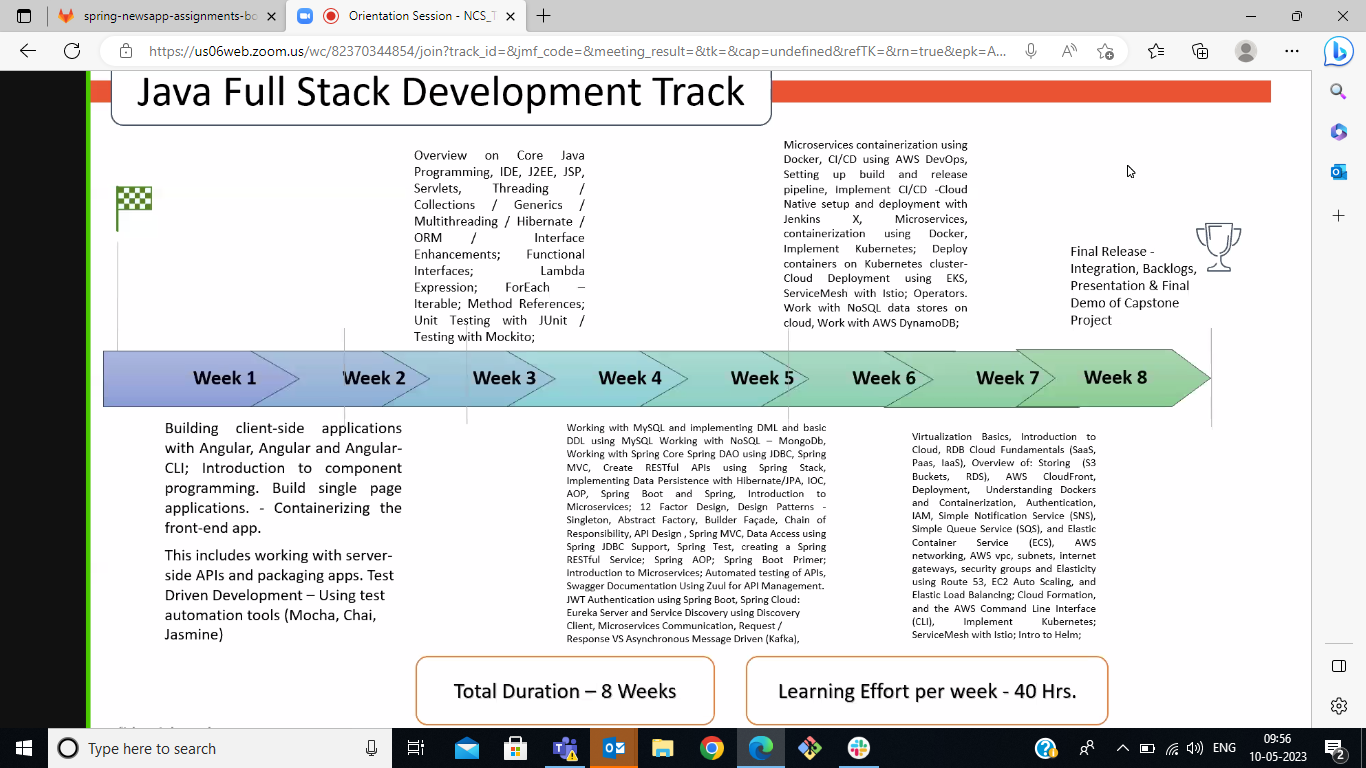 spring-newsapp-assignments-bo
Orientation Session - NCS_T
https://us06web.zoom.us/wc/82370344854/join?track_id=&jmf_code=&meeting_result=&tk=&cap=undefined&refTK=&rn=true&epk=A...
Java Full Stack Development Track
Overview on Core Java
Programming, IDE, J2EE, JSP,
Servlets, Threading /
Collections / Generics /
Multithreading / Hibernate /
ORM / Interface
Enhancements; Functional
Interfaces; Lambda
Expression; ForEach –
Iterable; Method References;
Unit Testing with JUnit /
Testing with Mockito;
Microservices containerization using
Docker, CI/CD using AWS DevOps,
Setting up build and release
pipeline, Implement CI/CD -Cloud
Native setup and deployment with
Jenkins X, Microservices,
containerization using Docker,
Implement Kubernetes; Deploy
containers on Kubernetes cluster-
Cloud Deployment using EKS,
ServiceMesh with Istio; Operators.
Work with NoSQL data stores on
cloud, Work with AWS DynamoDB;
Final Release -
Integration, Backlogs,
Presentation & Final
Demo of Capstone
Project
Week 1
Week 2
Week 3
Week 4
Week 5
Week 6
Week 7
Week 8
Building client-side applications
with Angular, Angular and Angular-
CLI; Introduction to component
programming. Build single page
applications. - Containerizing the
front-end app.
This includes working with server-
side APIs and packaging apps. Test
Driven Development – Using test
automation tools (Mocha, Chai,
Jasmine)
Working with MySQL and implementing DML and basic
DDL using MySQL Working with NoSQL – MongoDb,
Working with Spring Core Spring DAO using JDBC, Spring
MVC, Create RESTful APIs using Spring Stack,
Implementing Data Persistence with Hibernate/JPA, IOC,
AOP, Spring Boot and Spring, Introduction to
Microservices; 12 Factor Design, Design Patterns -
Singleton, Abstract Factory, Builder Façade, Chain of
Responsibility, API Design , Spring MVC, Data Access using
Spring JDBC Support, Spring Test, creating a Spring
RESTful Service; Spring AOP; Spring Boot Primer;
Introduction to Microservices; Automated testing of APIs,
Swagger Documentation Using Zuul for API Management.
JWT Authentication using Spring Boot, Spring Cloud:
Eureka Server and Service Discovery using Discovery
Client, Microservices Communication, Request /
Response VS Asynchronous Message Driven (Kafka),
Virtualization Basics, Introduction to
Cloud, RDB Cloud Fundamentals (SaaS,
Paas, IaaS), Overview of: Storing (S3
Buckets, RDS), AWS CloudFront,
Deployment, Understanding Dockers
and Containerization, Authentication,
IAM, Simple Notification Service (SNS),
Simple Queue Service (SQS), and Elastic
Container Service (ECS), AWS
networking, AWS vpc, subnets, internet
gateways, security groups and Elasticity
using Route 53, EC2 Auto Scaling, and
Elastic Load Balancing; Cloud Formation,
and the AWS Command Line Interface
(CLI), Implement Kubernetes;
ServiceMesh with Istio; Intro to Helm;
Total Duration – 8 Weeks
Learning Effort per week - 40 Hrs.
Type here to search
ENG
09:56
10-05-2023
2